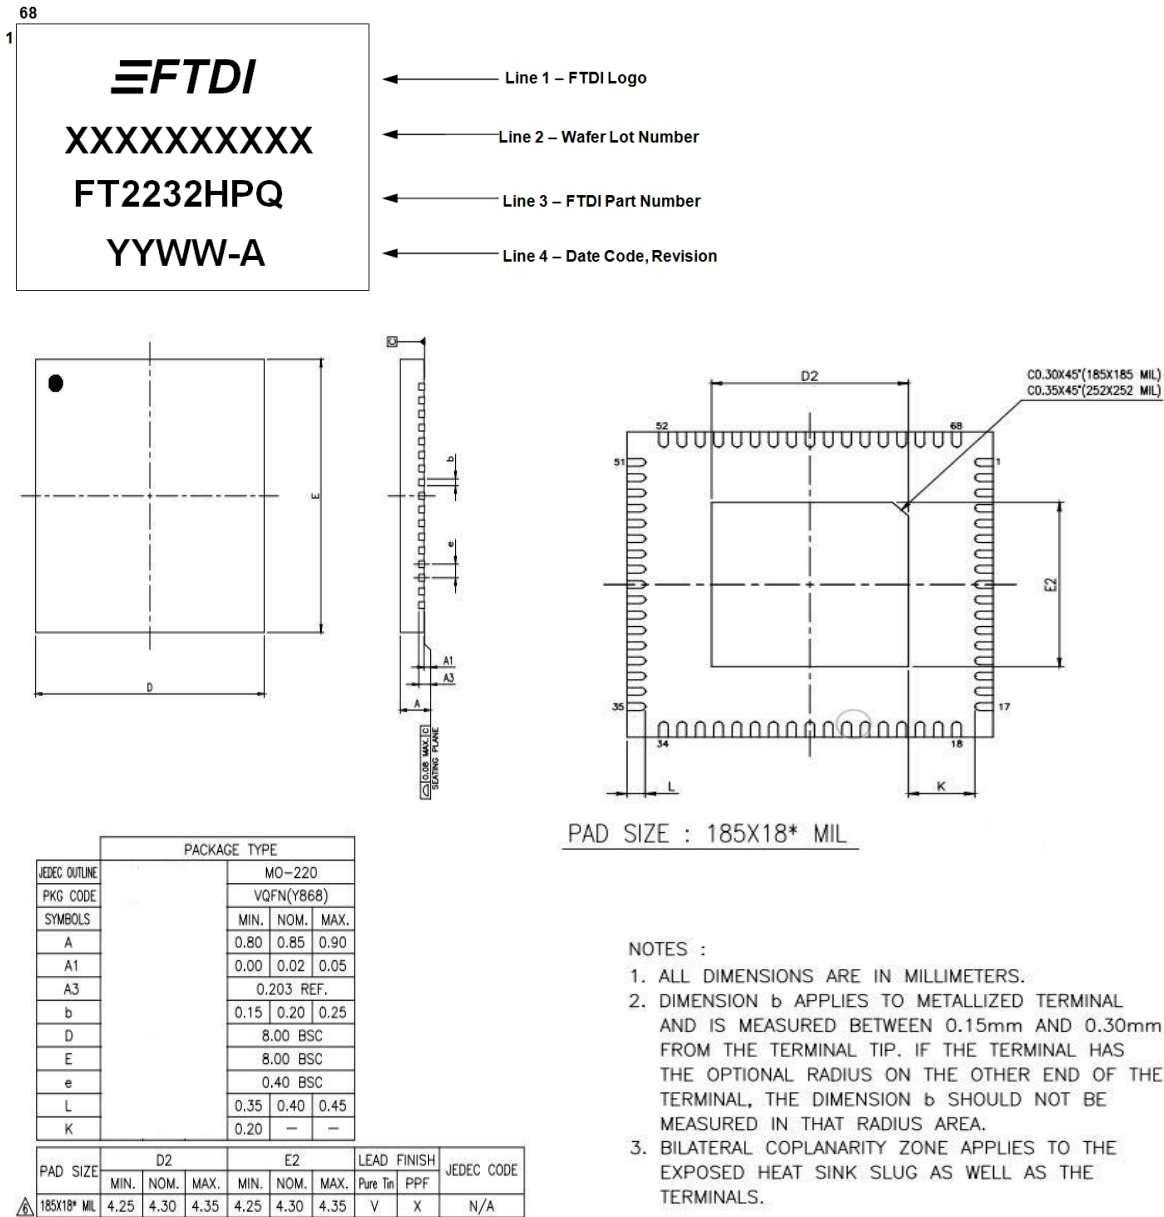 68
1
FTDI
Line 1 – FTDI Logo
XXXXXXXXXX
Line 2 – Wafer Lot Number
FT2232HPQ
Line 3 – FTDI Part Number
YYWW-A
Line 4 – Date Code, Revision
D2
C0.30X45°(185X185 MIL)
C0.35X45°(252X252 MIL)
52 68
51 1
b
E
e
E2
A1
A3
A
D
35 17
34 18
L K
0.08 MAX. C
SEATING PLANE
PAD SIZE : 185X18* MIL
PACKAGE TYPE
JEDEC OUTLINE MO-220
PKG CODE VQFN(Y868)
SYMBOLS MIN. NOM. MAX.
A 0.80 0.85 0.90
A1 0.00 0.02 0.05
A3 0.203 REF.
b 0.15 0.20 0.25
D 8.00 BSC
E 8.00 BSC
e 0.40 BSC
L 0.35 0.40 0.45
K 0.20 — —
PAD SIZE D2 E2 LEAD FINISH JEDEC CODE
MIN. NOM. MAX. MIN. NOM. MAX. Pure Tin PPF
6 185X18* MIL 4.25 4.30 4.35 4.25 4.30 4.35 V X N/A
NOTES :
1. ALL DIMENSIONS ARE IN MILLIMETERS.
2. DIMENSION b APPLIES TO METALLIZED TERMINAL
AND IS MEASURED BETWEEN 0.15mm AND 0.30mm
FROM THE TERMINAL TIP. IF THE TERMINAL HAS
THE OPTIONAL RADIUS ON THE OTHER END OF THE
TERMINAL, THE DIMENSION b SHOULD NOT BE
MEASURED IN THAT RADIUS AREA.
3. BILATERAL COPLANARITY ZONE APPLIES TO THE
EXPOSED HEAT SINK SLUG AS WELL AS THE
TERMINALS.